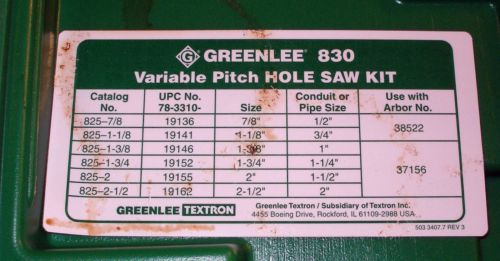 G GREENLEE® 830
Variable Pitch HOLE SAW KIT
Catalog No. UPC No. 78-3310- Size Conduit or Pipe Size Use with Arbor No.
825–7/8 19136 7/8" 1/2" 38522
825–1-1/8 19141 1-1/8" 3/4"
825–1-3/8 19146 1-3/8" 1" 37156
825–1-3/4 19152 1-3/4" 1-1/4"
825–2 19155 2" 1-1/2"
825–2-1/2 19162 2-1/2" 2"
GREENLEE TEXTRON Greenlee Textron / Subsidiary of Textron Inc.
4455 Boeing Drive, Rockford, IL 61109-2988 USA
503 3407.7 REV 3